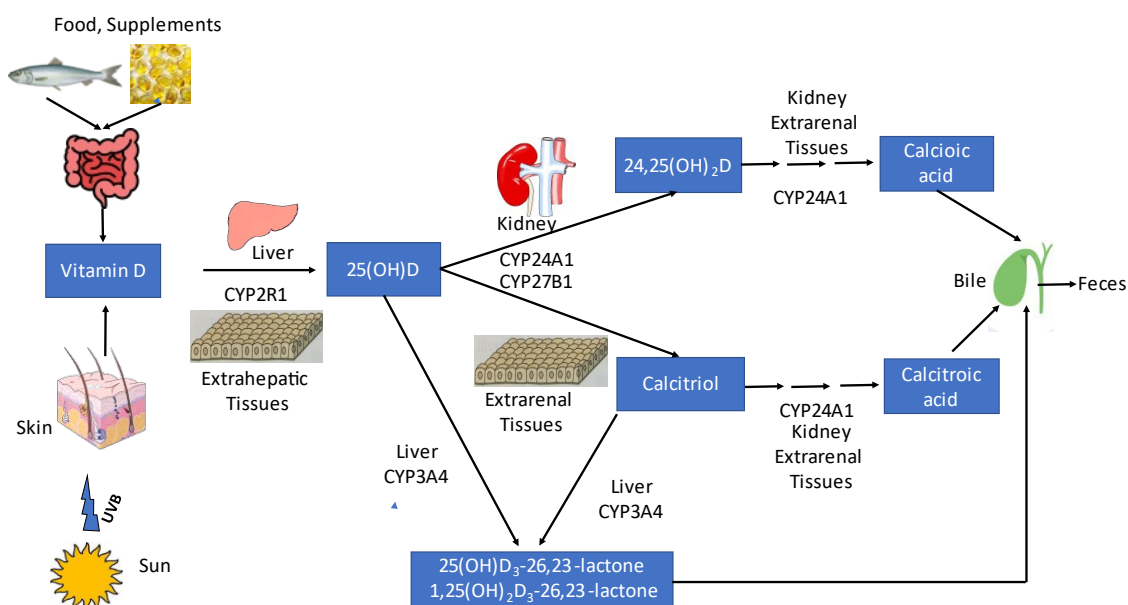 Food, Supplements
Vitamin D
Skin
UVB
Sun
Liver
CYP2R1
Extrahepatic
Tissues
25(OH)D
Kidney
CYP24A1
CYP27B1
Extrarenal
Tissues
Liver
CYP3A4
24,25(OH)₂D
Kidney
Extrarenal
Tissues
CYP24A1
Calcioic
acid
Calcitriol
CYP24A1
Kidney
Extrarenal
Tissues
Calcitroic
acid
Liver
CYP3A4
25(OH)D₃-26,23-lactone
1,25(OH)₂D₃-26,23-lactone
Bile
Feces